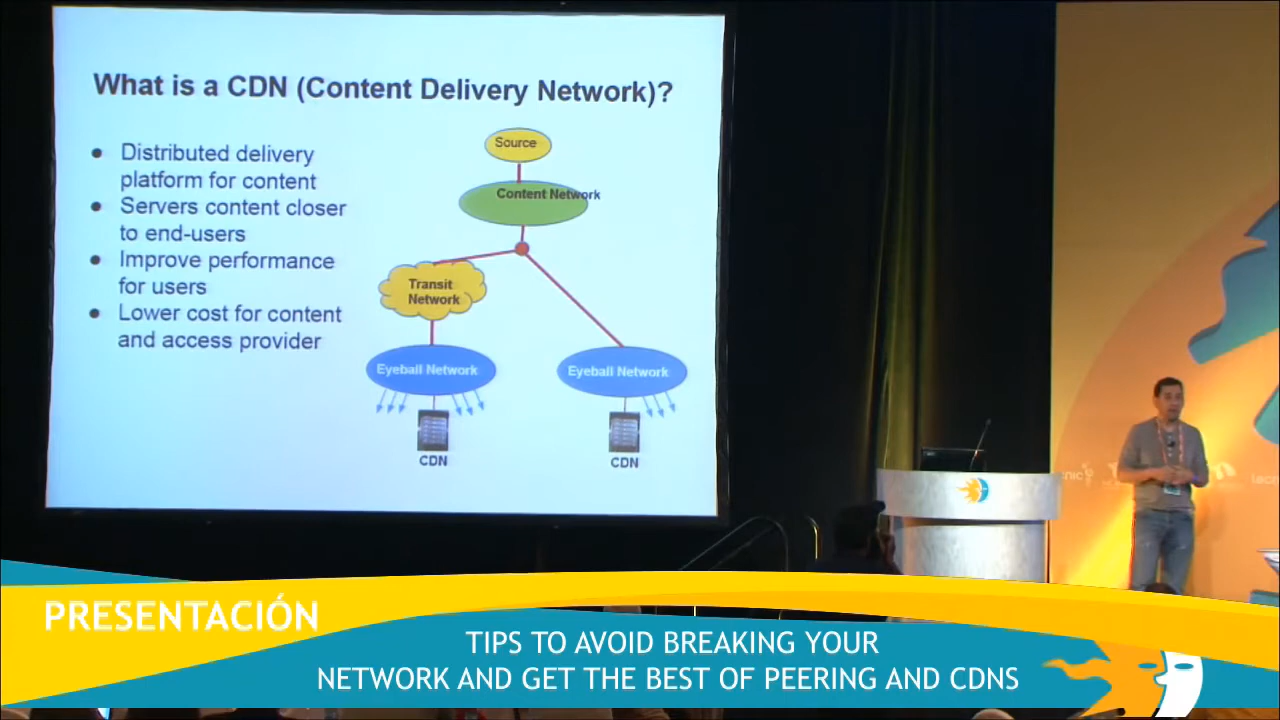 What is a CDN (Content Delivery Network)?
Distributed delivery
platform for content
Servers content closer
to end-users
Improve performance
for users
Lower cost for content
and access provider
Source
Content Network
Transit
Network
Eyeball Network
Eyeball Network
CDN
CDN
PRESENTACIÓN
TIPS TO AVOID BREAKING YOUR
NETWORK AND GET THE BEST OF PEERING AND CDNS